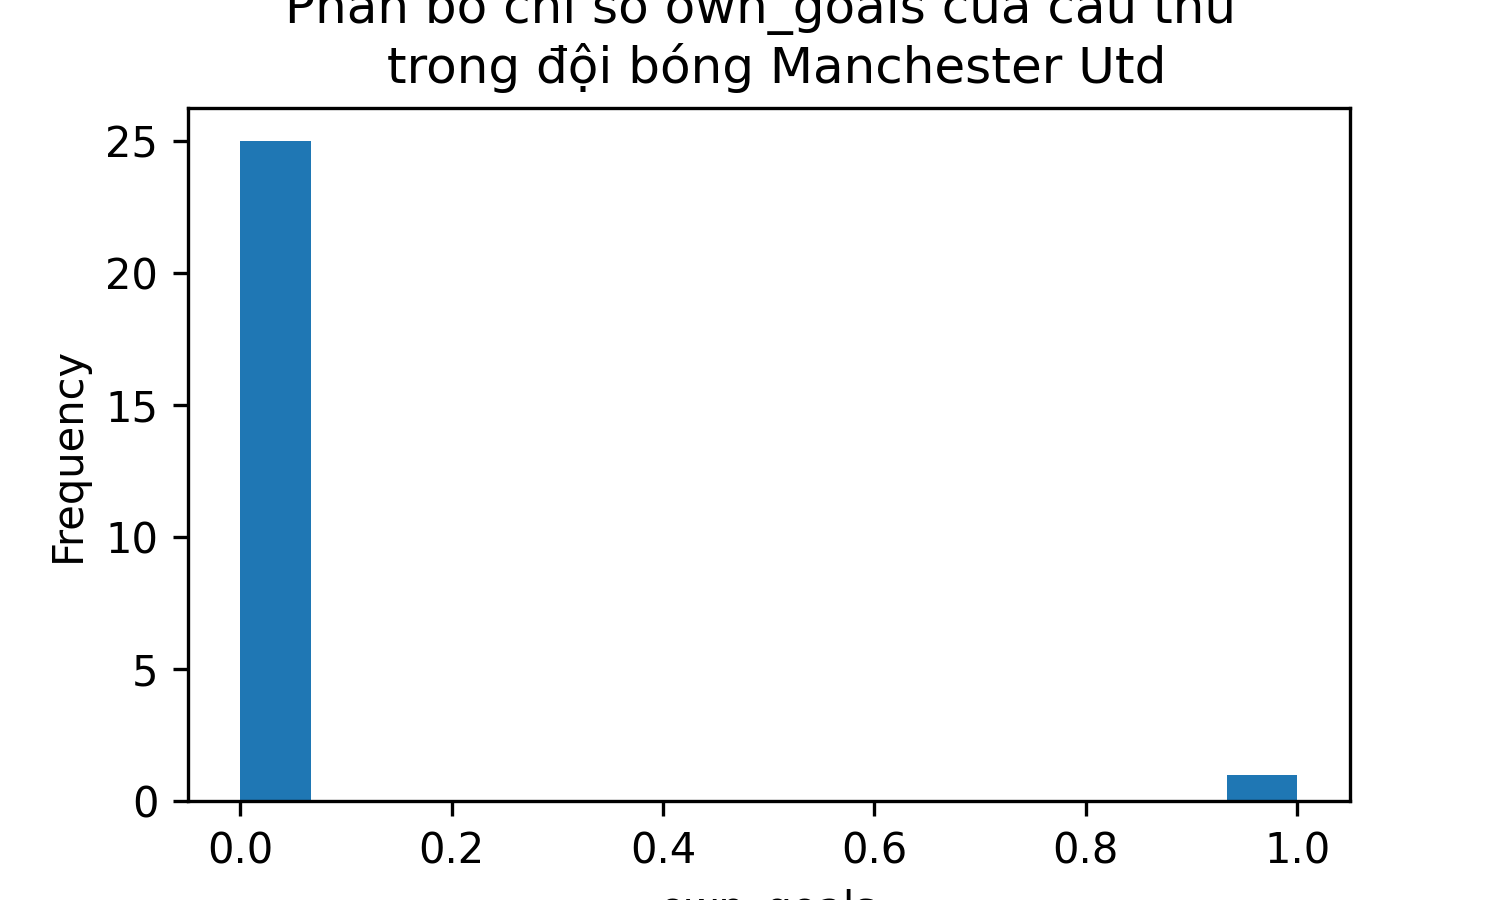 Phân bố chỉ số own_goals của cầu thủ
trong đội bóng Manchester Utd
25
20
15
10
5
0
Frequency
0.0 0.2 0.4 0.6 0.8 1.0
own_goals